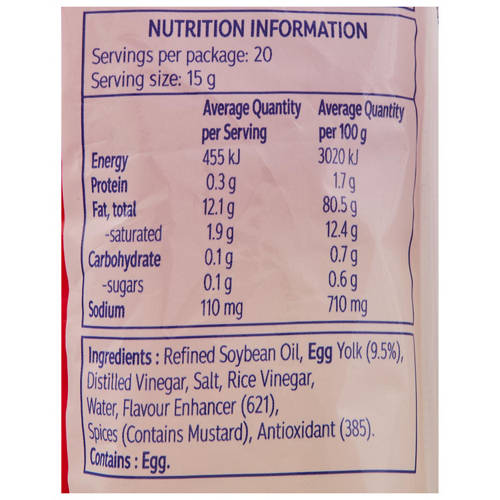 NUTRITION INFORMATION
Servings per package: 20
Serving size: 15 g
Average Quantity Average Quantity
per Serving per 100 g
Energy 455 kJ 3020 kJ
Protein 0.3 g 1.7 g
Fat, total 12.1 g 80.5 g
-saturated 1.9 g 12.4 g
Carbohydrate 0.1 g 0.7 g
-sugars 0.1 g 0.6 g
Sodium 110 mg 710 mg
Ingredients : Refined Soybean Oil, Egg Yolk (9.5%),
Distilled Vinegar, Salt, Rice Vinegar,
Water, Flavour Enhancer (621),
Spices (Contains Mustard), Antioxidant (385).
Contains : Egg.